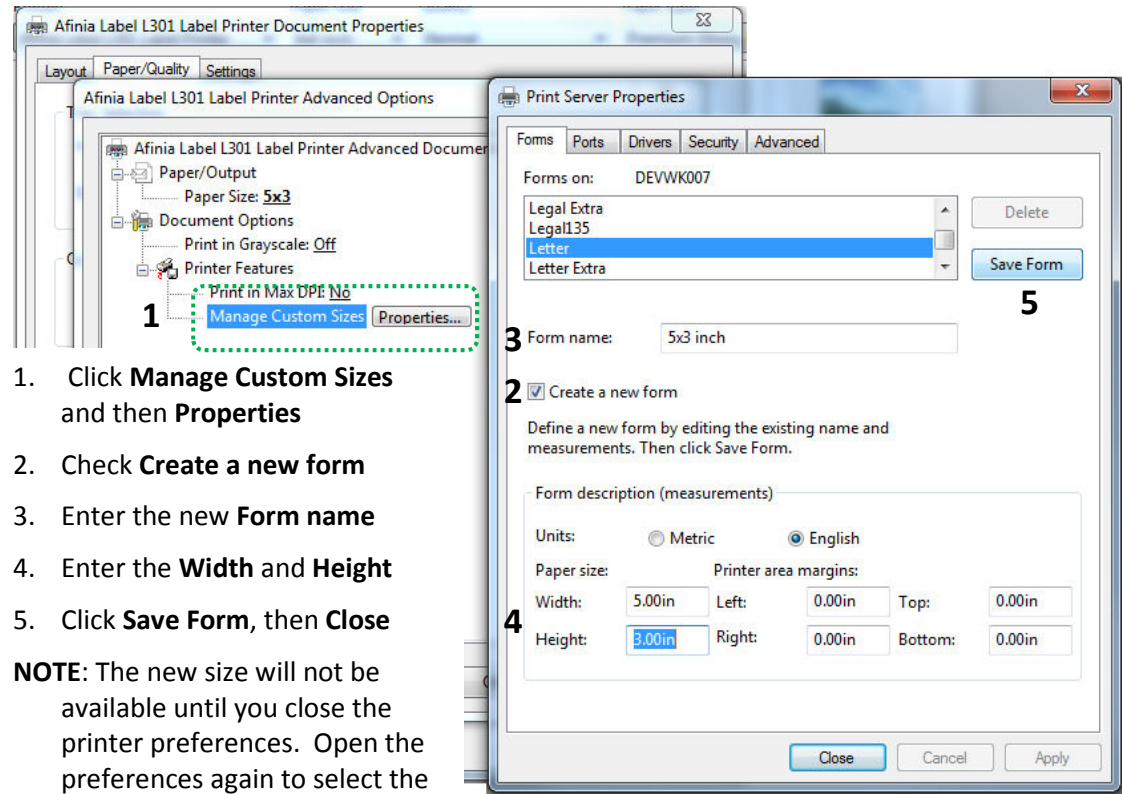 Afinia Label L301 Label Printer Document Properties
Layout Paper/Quality Settings
Afinia Label L301 Label Printer Advanced Options
Afinia Label L301 Label Printer Advanced Documen
Paper/Output
Paper Size: 5x3
Document Options
Print in Grayscale: Off
Printer Features
Print in Max DPI: No
1 Manage Custom Sizes Properties...
1. Click Manage Custom Sizes
and then Properties
2. Check Create a new form
3. Enter the new Form name
4. Enter the Width and Height
5. Click Save Form, then Close
NOTE: The new size will not be
available until you close the
printer preferences. Open the
preferences again to select the
Print Server Properties
Forms Ports Drivers Security Advanced
Forms on: DEVWK007
Legal Extra
Legal135
Letter
Letter Extra
Delete
Save Form
5
3 Form name: 5x3 inch
2 Create a new form
Define a new form by editing the existing name and
measurements. Then click Save Form.
Form description (measurements)
Units: Metric English
Paper size: Printer area margins:
Width: 5.00in Left: 0.00in Top: 0.00in
4
Height: 3.00in Right: 0.00in Bottom: 0.00in
Close Cancel Apply